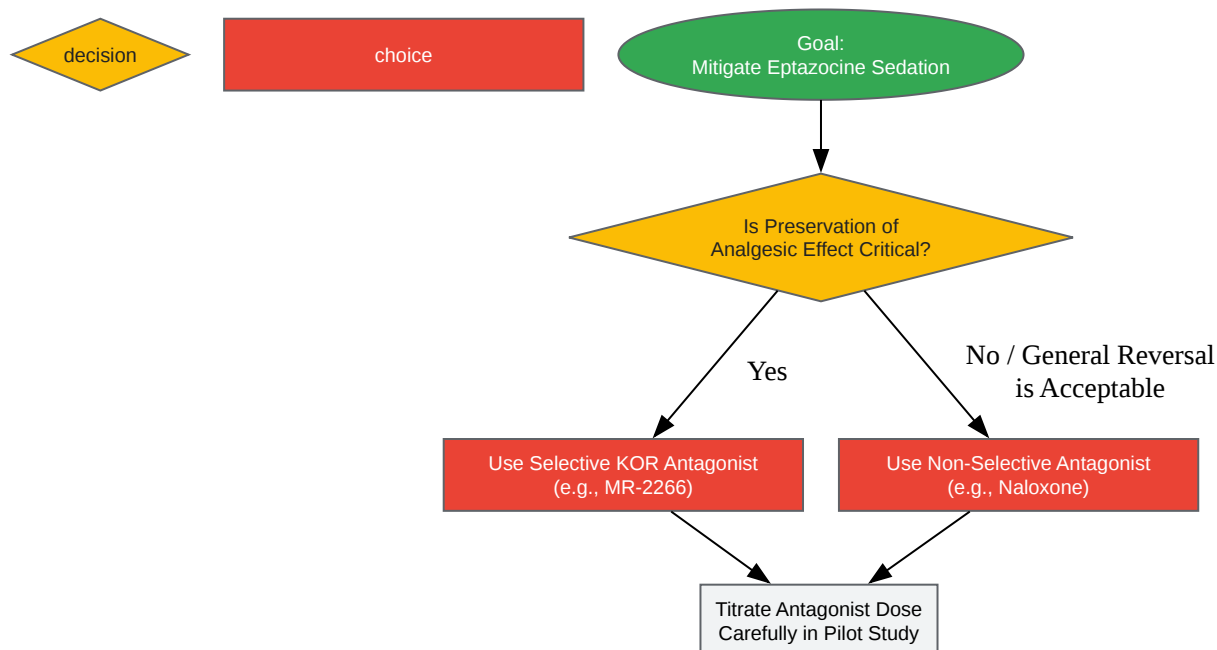 decision
choice
Goal:
Mitigate Eptazocine Sedation
Is Preservation of
Analgesic Effect Critical?
Yes
No / General Reversal
is Acceptable
Use Selective KOR Antagonist
(e.g., MR-2266)
Use Non-Selective Antagonist
(e.g., Naloxone)
Titrate Antagonist Dose
Carefully in Pilot Study